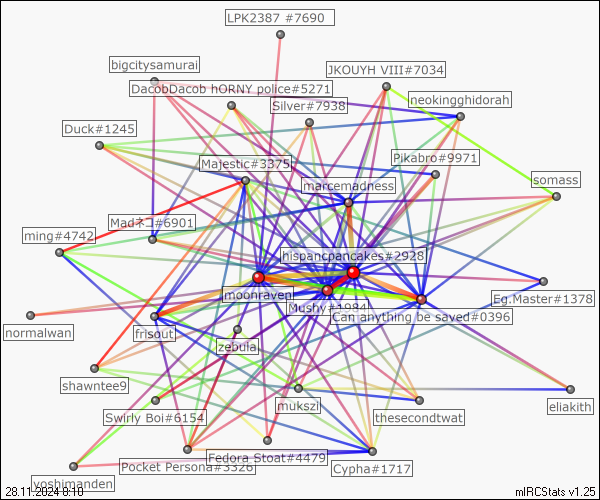 LPK2387 #7690
bigcitysamurai
JKOUYH VIII#7034
DacobDacob hORNY police#5271
Silver#7938
neokingghidorah
Duck#1245
Majestic#3375
Pikabro#9971
marcemadness
somass
Madネコ#6901
ming#4742
hispancpancakes#2928
moonraven
Mushy#1984
Eg.Master#1378
Can anything be saved#0396
normalwan
frisout
zebulai
shawntee9
mukszi
eliakith
Swirly Boi#6154
thesecondtwat
Fedora Stoat#4479
Pocket Persona#3326
Cypha#1717
yoshimanden
28.11.2024 0:10
mIRCStats v1.25